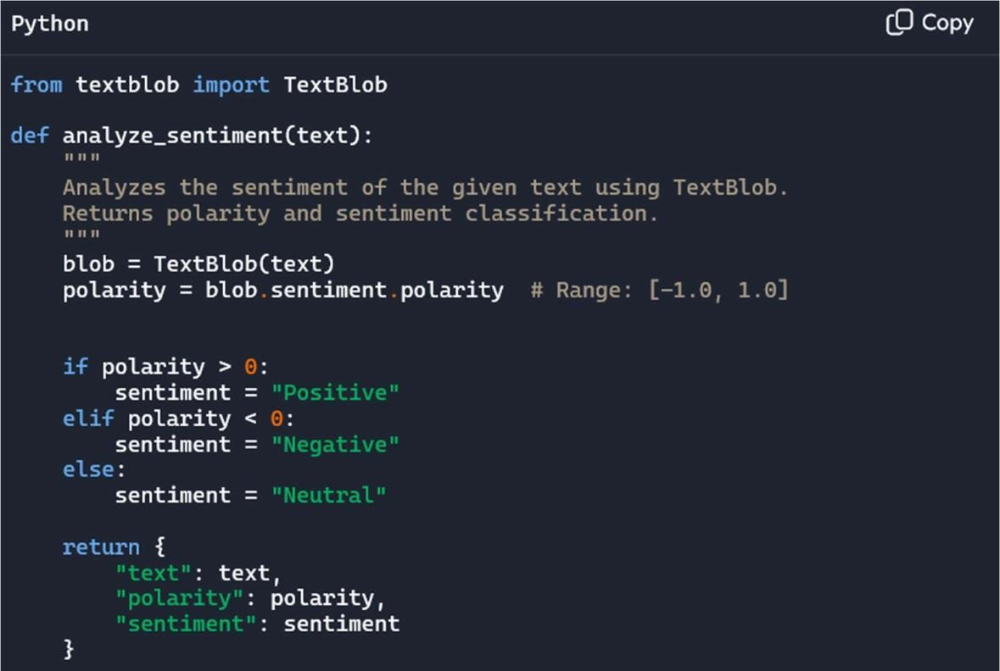 Python
Copy
from textblob import TextBlob
def analyze_sentiment(text):
    """
    Analyzes the sentiment of the given text using TextBlob.
    Returns polarity and sentiment classification.
    """
    blob = TextBlob(text)
    polarity = blob.sentiment.polarity  # Range: [-1.0, 1.0]
    if polarity > 0:
        sentiment = "Positive"
    elif polarity < 0:
        sentiment = "Negative"
    else:
        sentiment = "Neutral"
    return {
        "text": text,
        "polarity": polarity,
        "sentiment": sentiment
    }